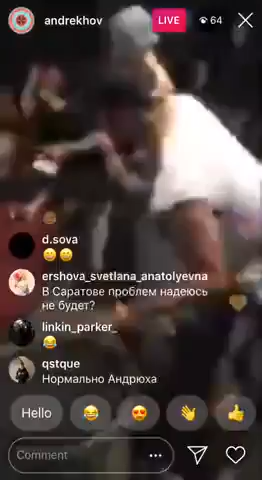 andrekhov
LIVE
64
d.sova
ershova_svetlana_anatolyevna
В Саратове проблем надеюсь
не будет?
linkin_parker_
qstque
Нормально Андрюха
Hello
Comment